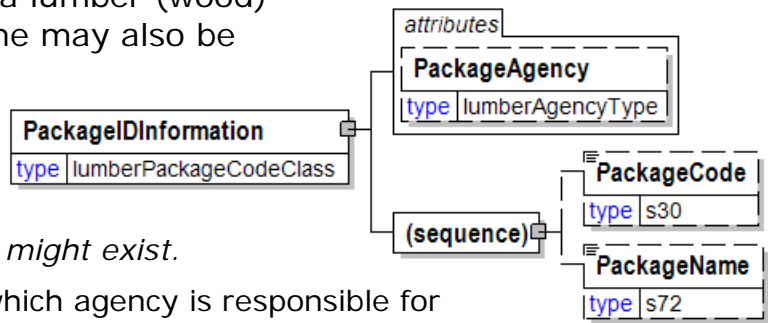 a lumber (wood)
ne may also be
attributes
PackageAgency
type lumberAgencyType
PackageIDInformation
type lumberPackageCodeClass
PackageCode
type s30
(sequence)
might exist.
PackageName
type s72
which agency is responsible for